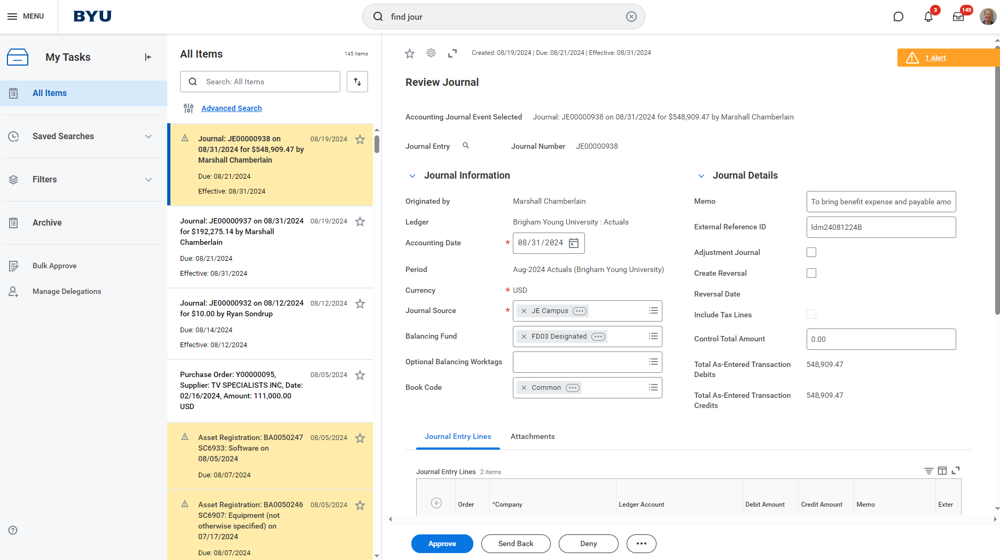 MENU
BYU
find jour
3
145
My Tasks
All Items
Saved Searches
Filters
Archive
Bulk Approve
Manage Delegations
All Items
145 items
Search: All Items
Advanced Search
Journal: JE00000938 on
08/31/2024 for $548,909.47 by
Marshall Chamberlain
08/19/2024
Due: 08/21/2024
Effective: 08/31/2024
Journal: JE00000937 on 08/31/2024
for $192,275.14 by Marshall
Chamberlain
08/19/2024
Due: 08/21/2024
Effective: 08/31/2024
Journal: JE00000932 on 08/12/2024
for $10.00 by Ryan Sondrup
08/12/2024
Due: 08/14/2024
Effective: 08/12/2024
Purchase Order: Y00000095,
Supplier: TV SPECIALISTS INC, Date:
02/16/2024, Amount: 111,000.00
USD
08/05/2024
Asset Registration: BA0050247
SC6933: Software on
08/05/2024
08/05/2024
Due: 08/07/2024
Asset Registration: BA0050246
SC6907: Equipment (not
otherwise specified) on
07/17/2024
08/05/2024
Due: 08/07/2024
Created: 08/19/2024 | Due: 08/21/2024 | Effective: 08/31/2024
1 Alert
Review Journal
Accounting Journal Event Selected Journal: JE00000938 on 08/31/2024 for $548,909.47 by Marshall Chamberlain
Journal Entry Journal Number JE00000938
Journal Information
Originated by Marshall Chamberlain
Ledger Brigham Young University : Actuals
Accounting Date * 08/31/2024
Period Aug-2024 Actuals (Brigham Young University)
Currency * USD
Journal Source * JE Campus
Balancing Fund FD03 Designated
Optional Balancing Worktags
Book Code Common
Journal Details
Memo To bring benefit expense and payable amo
External Reference ID ldm24081224B
Adjustment Journal
Create Reversal
Reversal Date
Include Tax Lines
Control Total Amount 0.00
Total As-Entered Transaction
Debits
548,909.47
Total As-Entered Transaction
Credits
548,909.47
Journal Entry Lines Attachments
Journal Entry Lines 2 items
Order *Company Ledger Account Debit Amount Credit Amount Memo Exter
Approve Send Back Deny